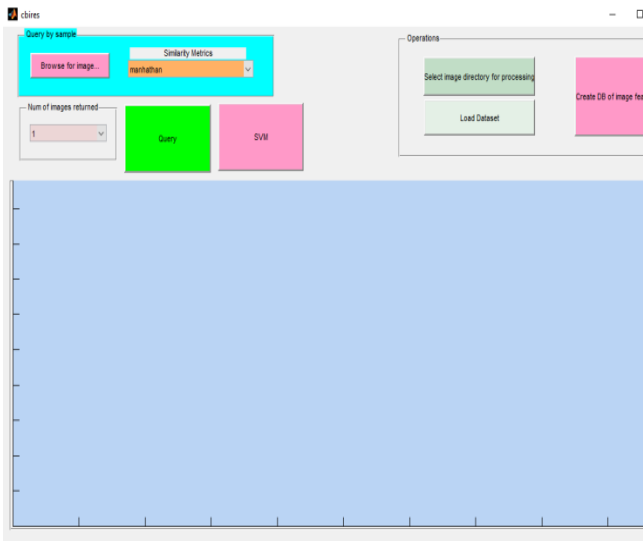 cbires
Query by sample
Browse for image...
Similarity Metrics
manhathan
Operations
Select image directory for processing
Load Dataset
Create DB of image fea
Num of images returned
1
Query
SVM